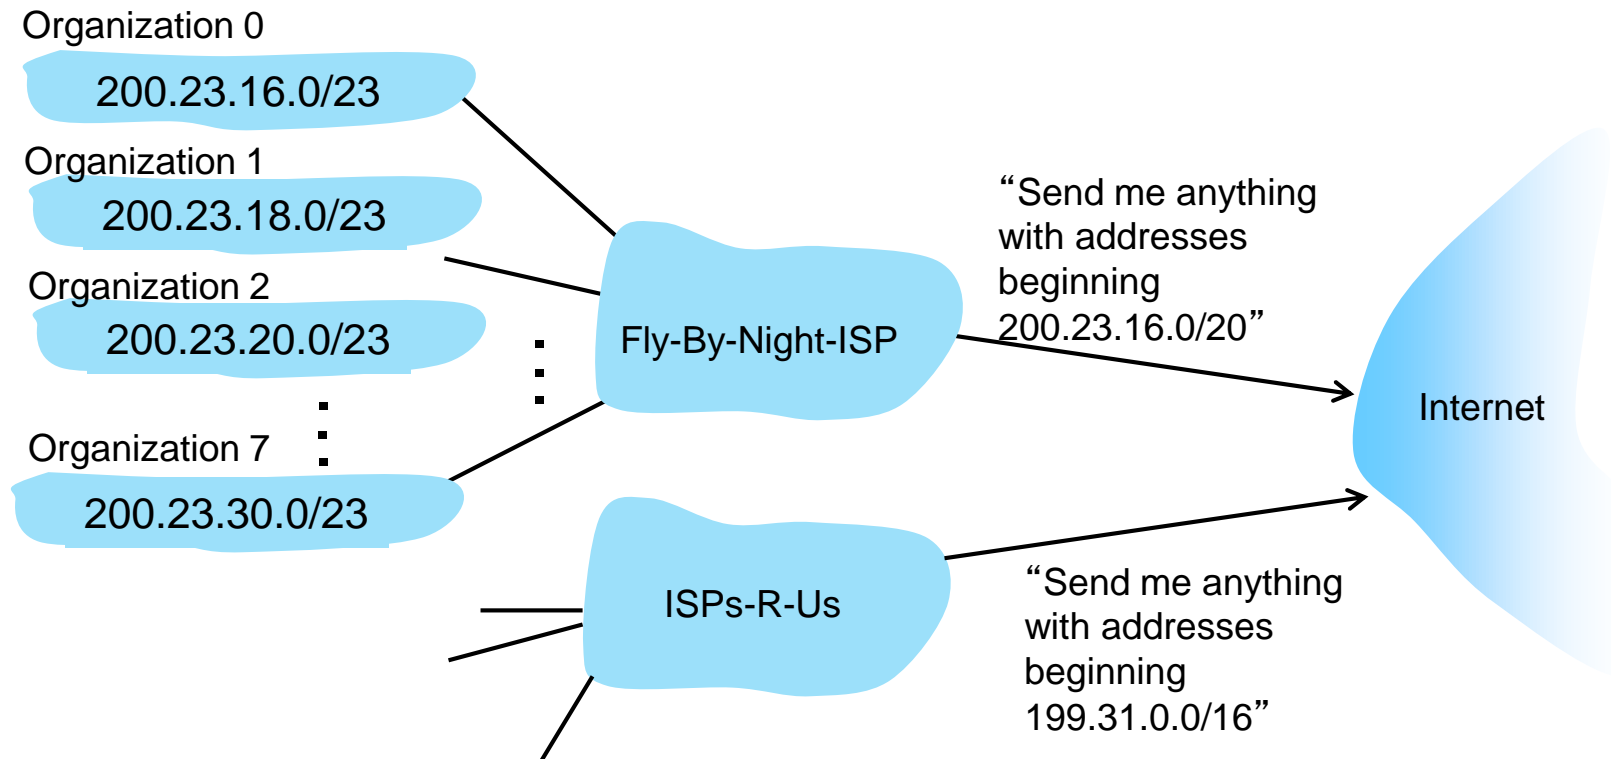 Organization 0
200.23.16.0/23
Organization 1
200.23.18.0/23
Organization 2
200.23.20.0/23
Organization 7
200.23.30.0/23
Fly-By-Night-ISP
“Send me anything
with addresses
beginning
200.23.16.0/20”
Internet
ISPs-R-Us
“Send me anything
with addresses
beginning
199.31.0.0/16”